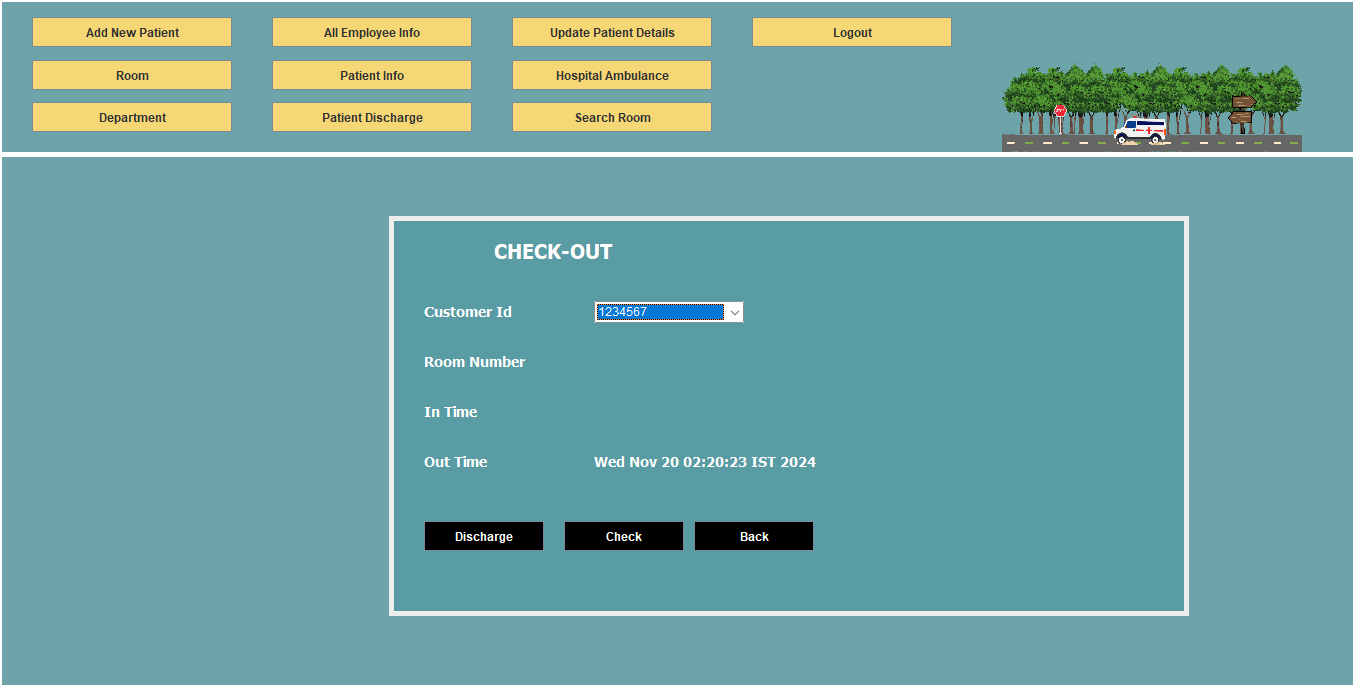 Add New Patient All Employee Info Update Patient Details Logout
Room Patient Info Hospital Ambulance
Department Patient Discharge Search Room
CHECK-OUT
Customer Id 1234567
Room Number
In Time
Out Time Wed Nov 20 02:20:23 IST 2024
Discharge Check Back